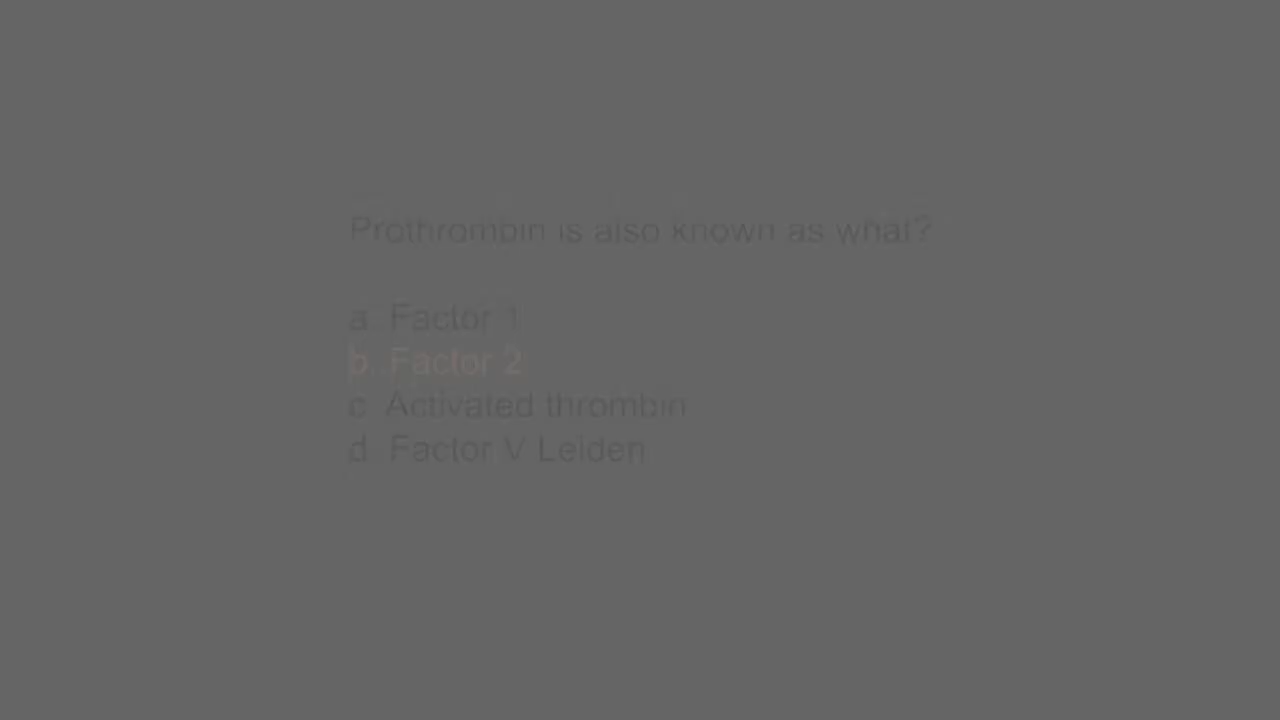 Prothrombin is also known as what?
a. Factor 1
b. Factor 2
c. Activated thrombin
d. Factor V Leiden